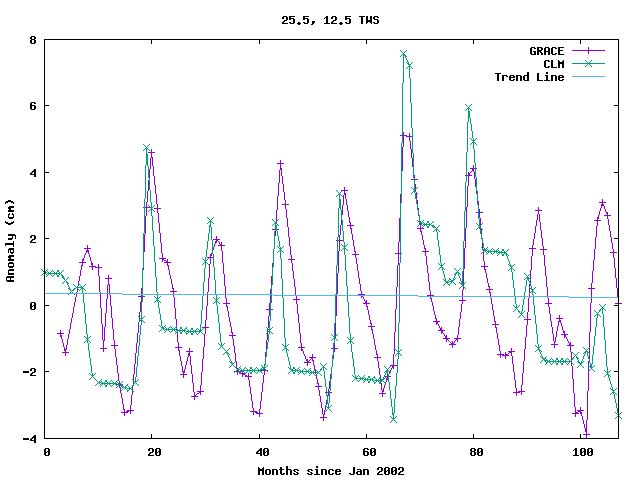 25.5, 12.5 TWS
GRACE
CLM
Trend Line
Anomaly (cm)
8
6
4
2
0
-2
-4
0 20 40 60 80 100
Months since Jan 2002